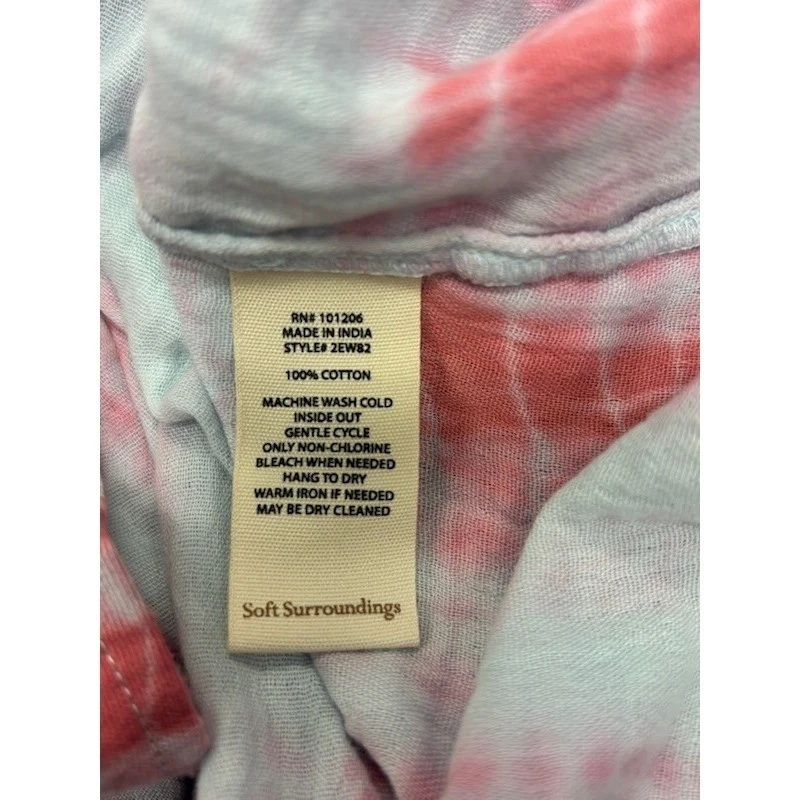 RN# 101206
MADE IN INDIA
STYLE# 2EW82
100% COTTON
MACHINE WASH COLD
INSIDE OUT
GENTLE CYCLE
ONLY NON-CHLORINE
BLEACH WHEN NEEDED
HANG TO DRY
WARM IRON IF NEEDED
MAY BE DRY CLEANED
Soft Surroundings